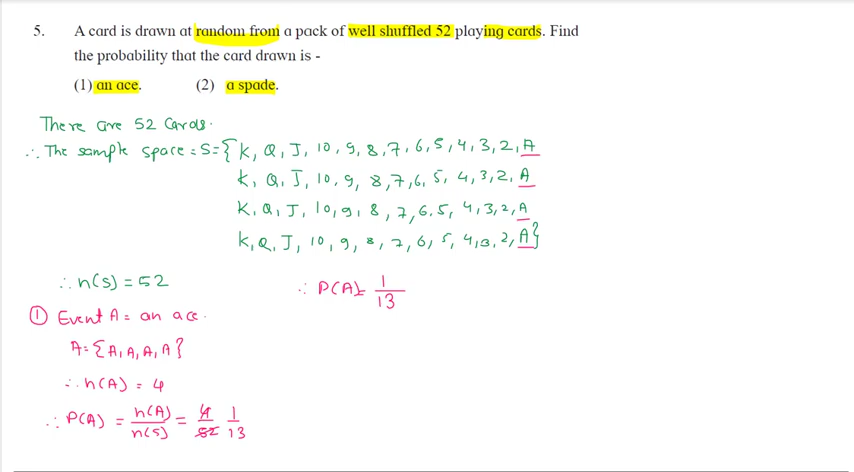 5. A card is drawn at random from a pack of well shuffled 52 playing cards. Find
the probability that the card drawn is -
(1) an ace. (2) a spade.
There are 52 Cards.
∴ The sample space = S = { K, Q, J, 10, 9, 8, 7, 6, 5, 4, 3, 2, A
K, Q, J, 10, 9, 8, 7, 6, 5, 4, 3, 2, A
K, Q, J, 10, 9, 8, 7, 6, 5, 4, 3, 2, A
K, Q, J, 10, 9, 8, 7, 6, 5, 4, 3, 2, A }
∴ n(S) = 52
① Event A = an ace.
A = { A, A, A, A }
∴ n(A) = 4
∴ P(A) = n(A)/n(S) = 4/52 1/13
∴ P(A) = 1/13